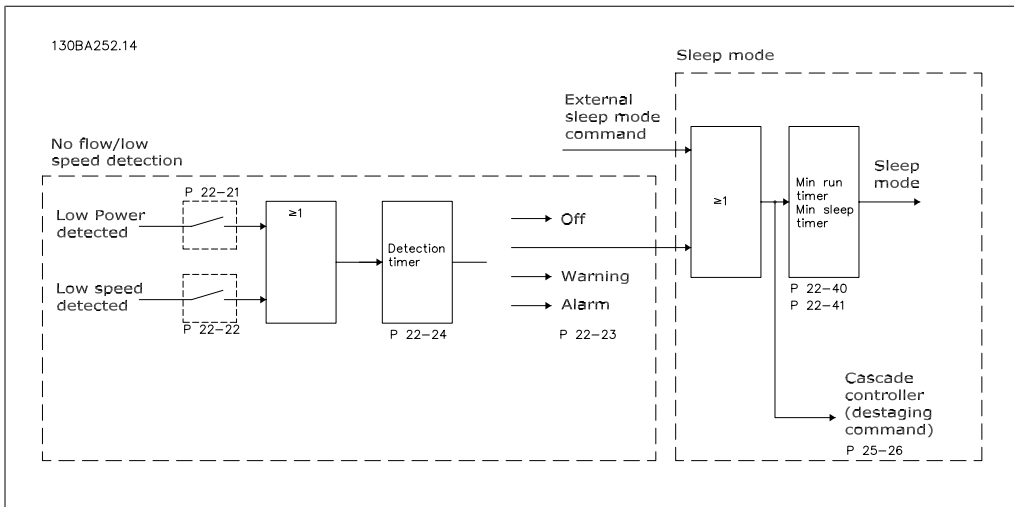 130BA252.14
Sleep mode
External
sleep mode
command
No flow/low
speed detection
P 22-21
Low Power
detected
≥1
Low speed
detected
P 22-22
Detection
timer
P 22-24
Off
Warning
Alarm
P 22-23
≥1
Min run
timer
Min sleep
timer
P 22-40
P 22-41
Sleep
mode
Cascade
controller
(destaging
command)
P 25-26